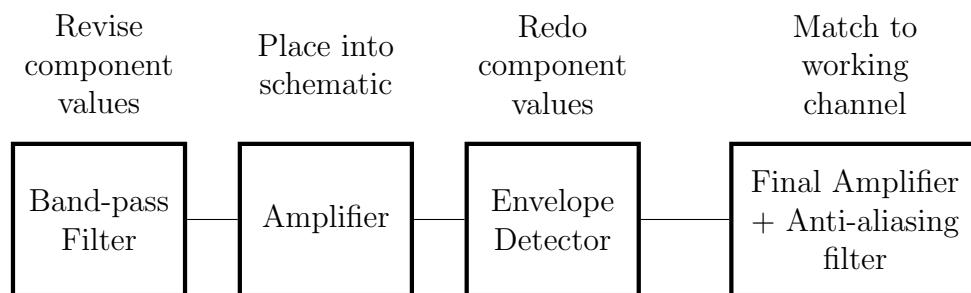 Revise
component
values
Place into
schematic
Redo
component
values
Match to
working
channel
Band-pass
Filter
Amplifier
Envelope
Detector
Final Amplifier
+ Anti-aliasing
filter